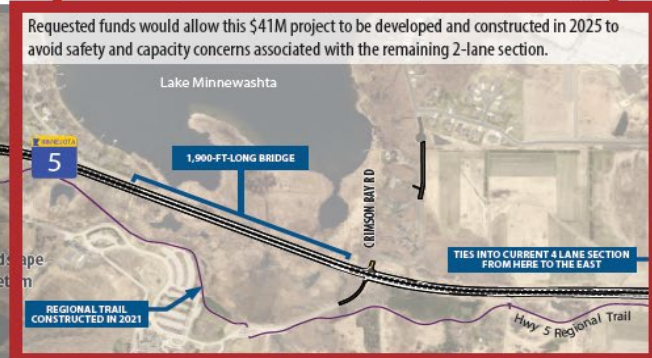 Requested funds would allow this $41M project to be developed and constructed in 2025 to
avoid safety and capacity concerns associated with the remaining 2-lane section.
Lake Minnewashta
MINNESOTA
5
1,900-FT-LONG BRIDGE
CRIMSON BAY RD
TIES INTO CURRENT 4 LANE SECTION
FROM HERE TO THE EAST
REGIONAL TRAIL
CONSTRUCTED IN 2021
Hwy 5 Regional Trail